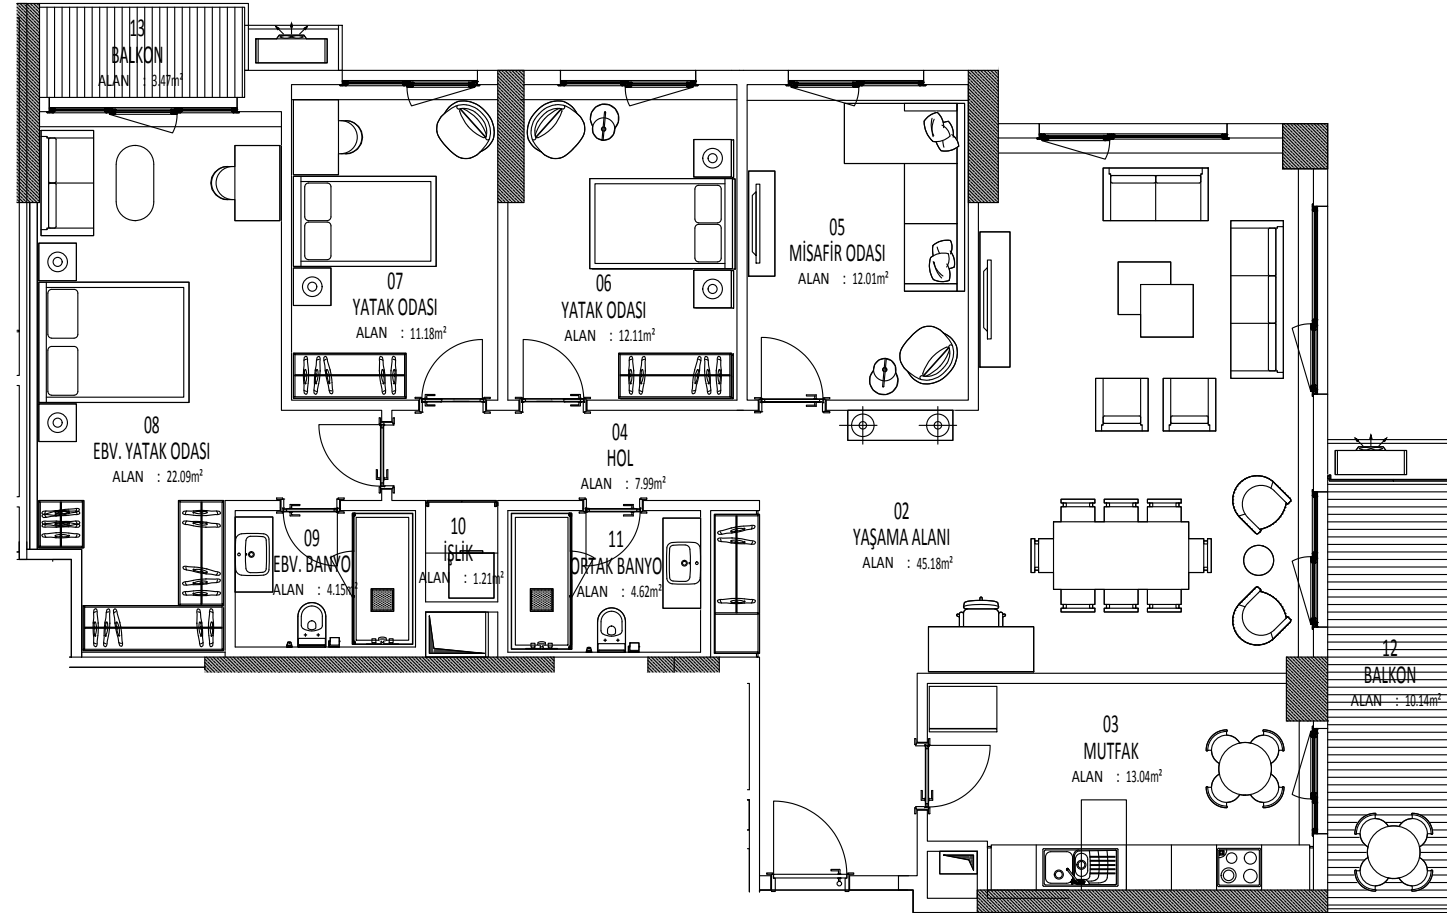 13
BALKON
ALAN : 3.47m²
05
MİSAFİR ODASI
ALAN : 12.01m²
07
YATAK ODASI
ALAN : 11.18m²
06
YATAK ODASI
ALAN : 12.11m²
08
EBV. YATAK ODASI
ALAN : 22.09m²
04
HOL
ALAN : 7.99m²
02
YAŞAMA ALANI
ALAN : 45.18m²
09
EBV. BANYO
ALAN : 4.15m²
10
İŞLİK
ALAN : 1.21m²
11
ORTAK BANYO
ALAN : 4.62m²
12
BALKON
ALAN : 10.14m²
03
MUTFAK
ALAN : 13.04m²